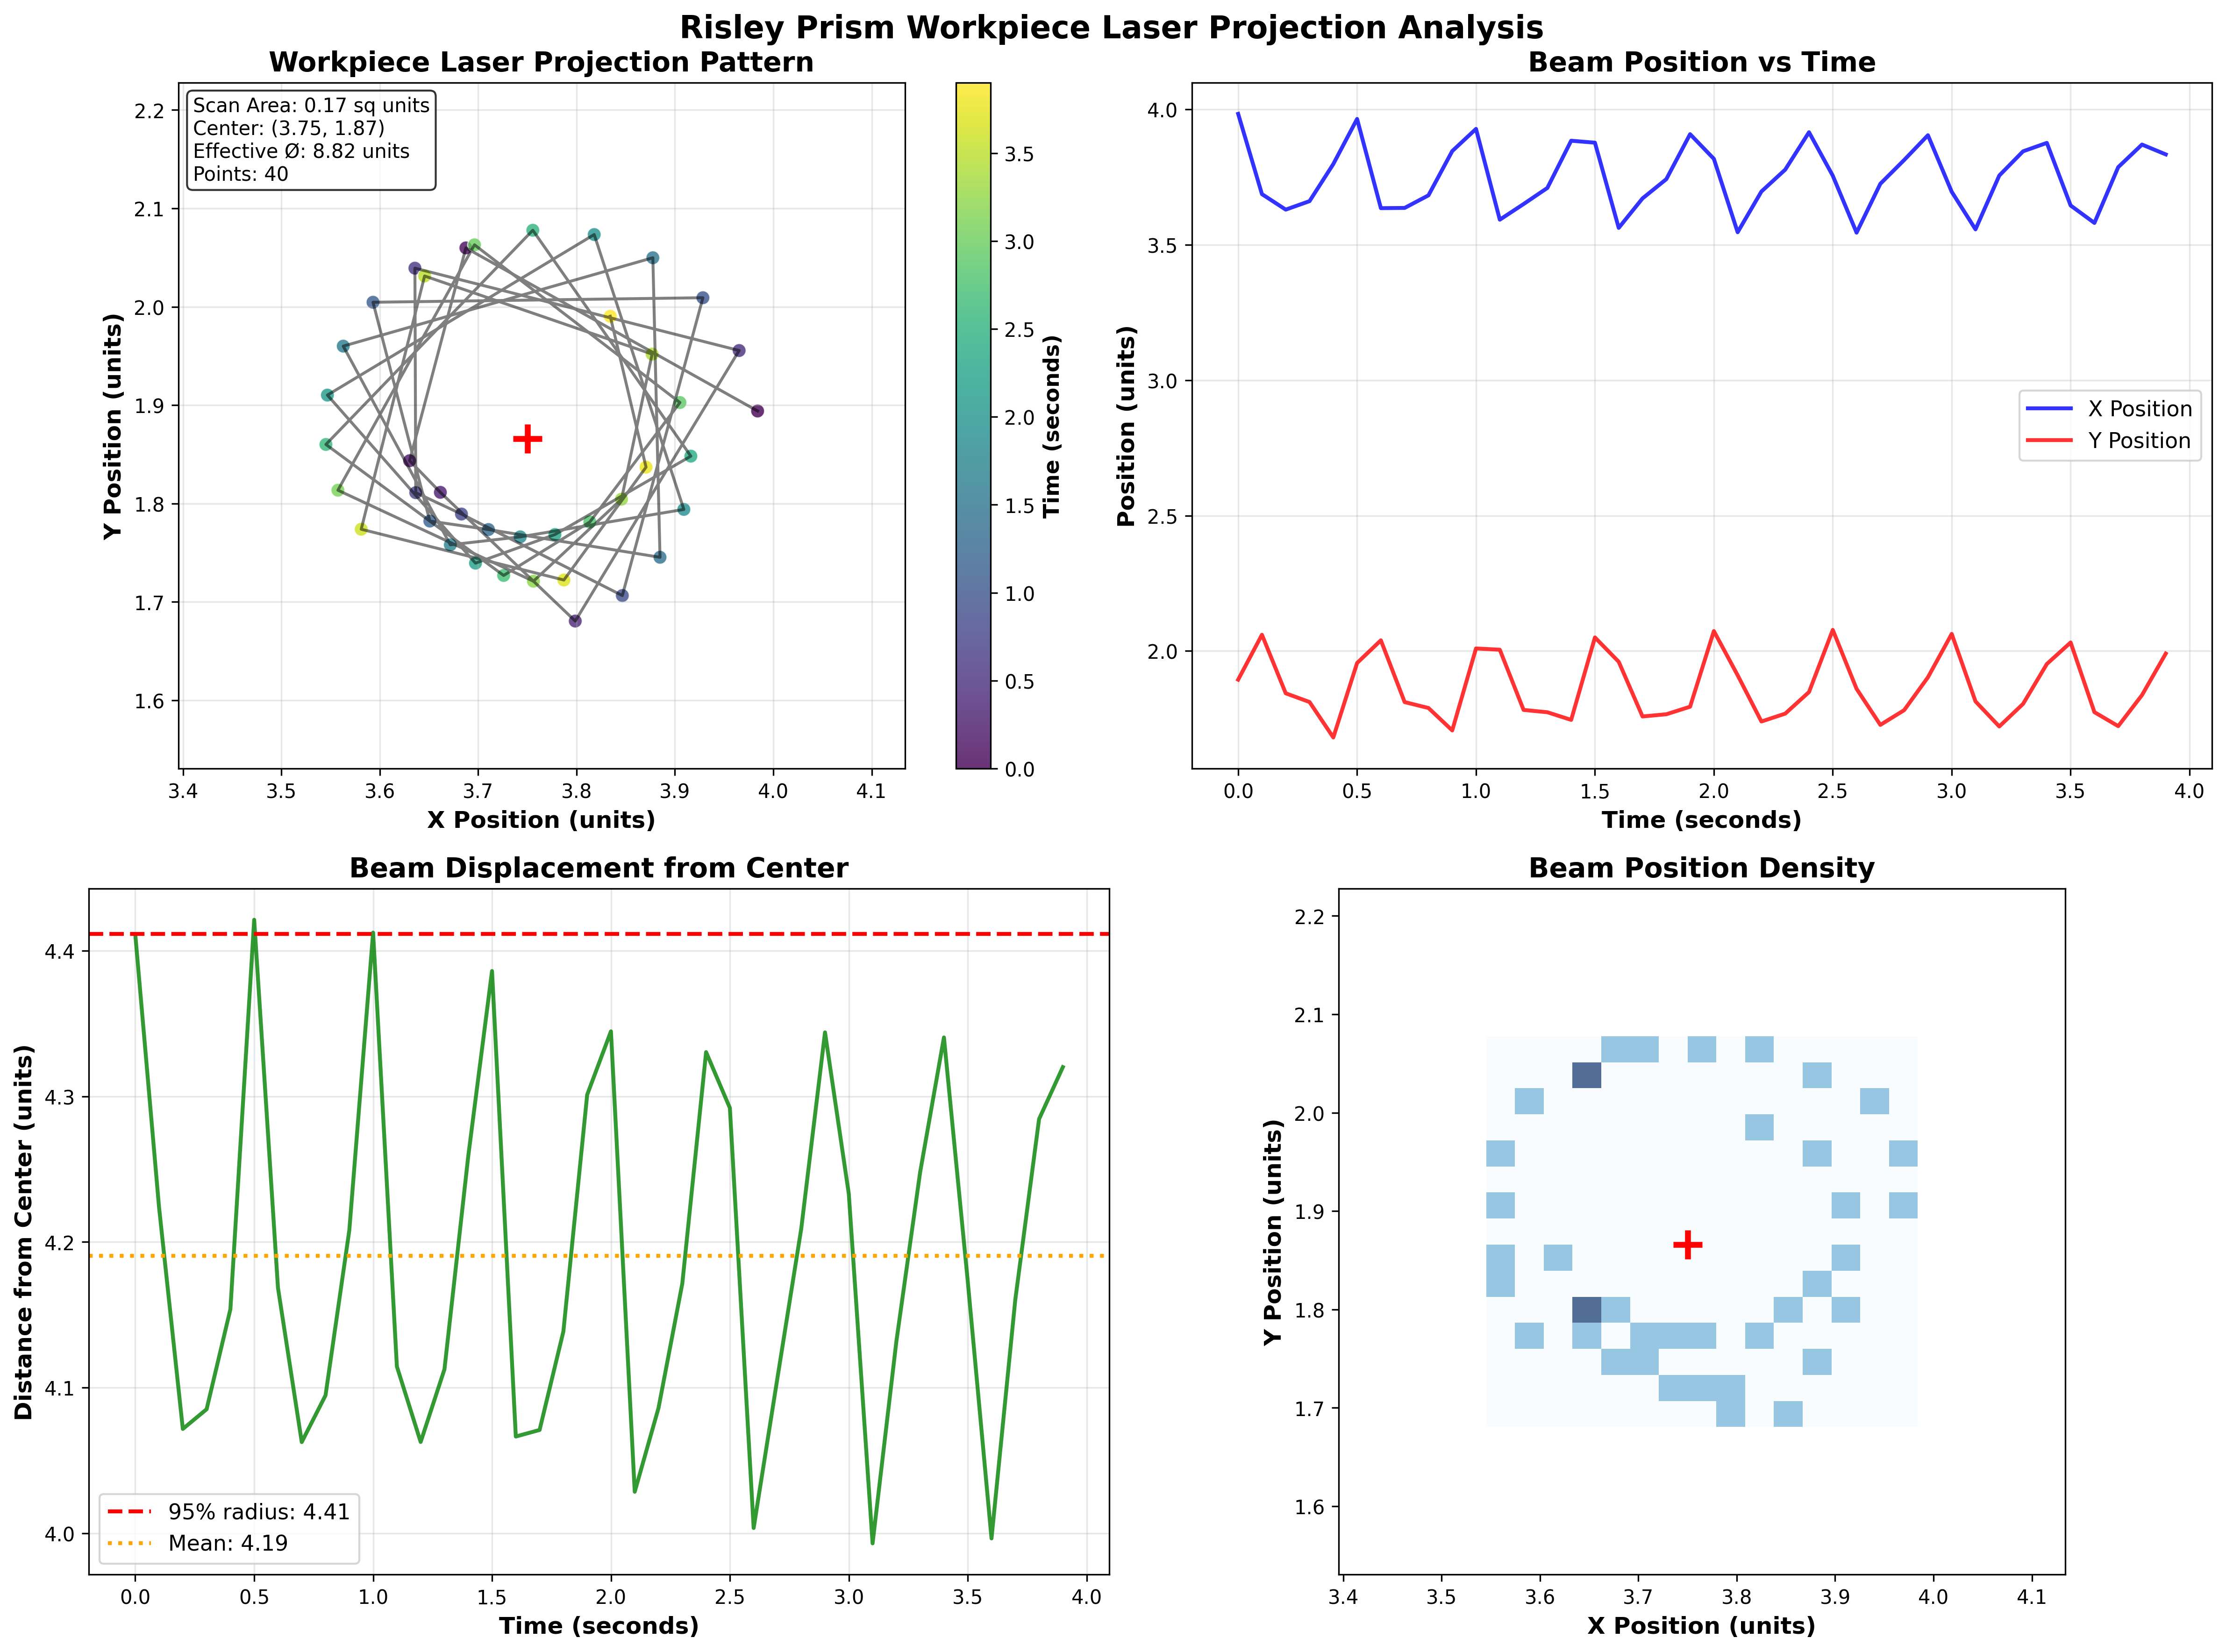 Risley Prism Workpiece Laser Projection Analysis
Workpiece Laser Projection Pattern
Scan Area: 0.17 sq units
Center: (3.75, 1.87)
Effective Ø: 8.82 units
Points: 40
2.2
2.1
2.0
1.9
1.8
1.7
1.6
Y Position (units)
3.4 3.5 3.6 3.7 3.8 3.9 4.0 4.1
X Position (units)
3.5
3.0
2.5
2.0
1.5
1.0
0.5
0.0
Time (seconds)
Beam Position vs Time
4.0
3.5
3.0
2.5
2.0
Position (units)
X Position
Y Position
0.0 0.5 1.0 1.5 2.0 2.5 3.0 3.5 4.0
Time (seconds)
Beam Displacement from Center
4.4
4.3
4.2
4.1
4.0
Distance from Center (units)
95% radius: 4.41
Mean: 4.19
0.0 0.5 1.0 1.5 2.0 2.5 3.0 3.5 4.0
Time (seconds)
Beam Position Density
2.2
2.1
2.0
1.9
1.8
1.7
1.6
Y Position (units)
3.4 3.5 3.6 3.7 3.8 3.9 4.0 4.1
X Position (units)